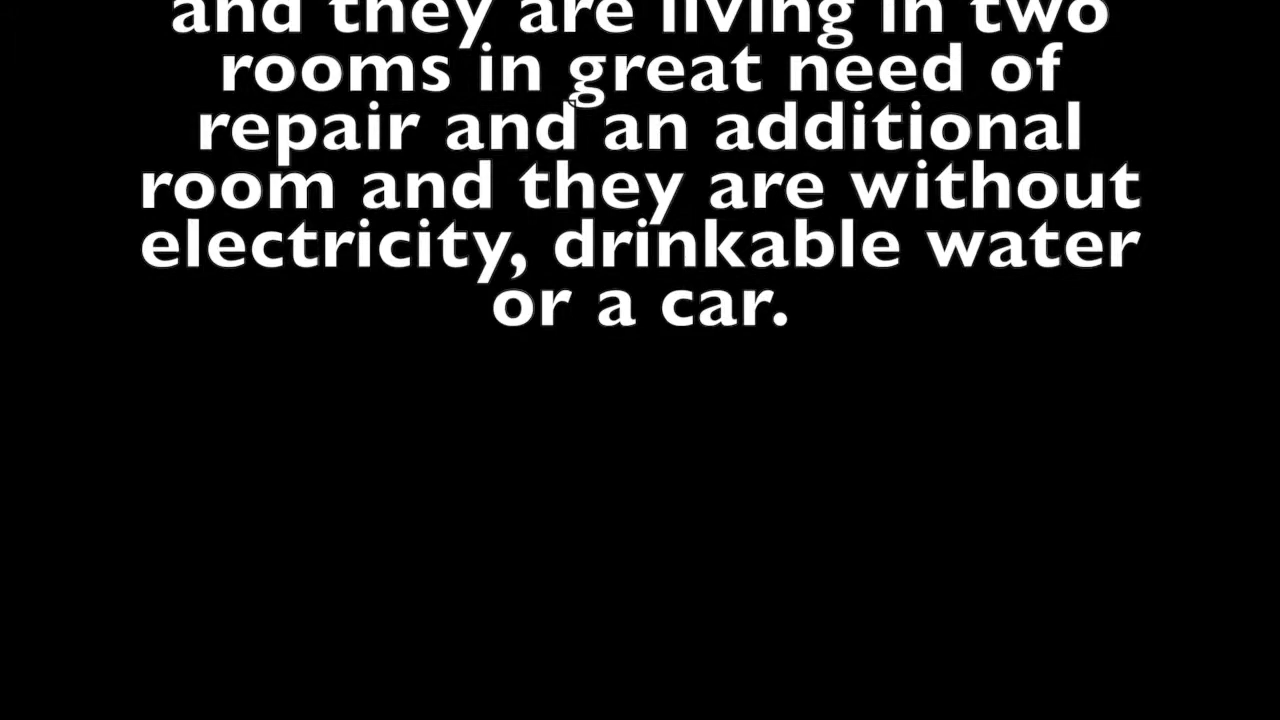 and they are living in two
rooms in great need of
repair and an additional
room and they are without
electricity, drinkable water
or a car.